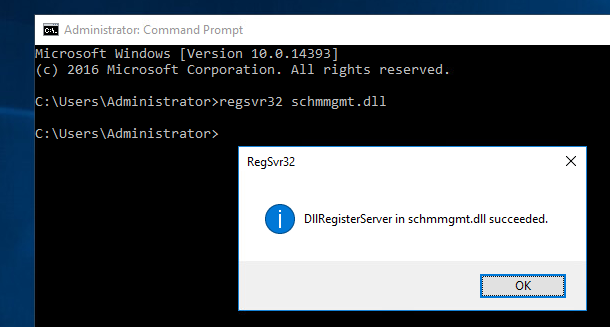 Administrator: Command Prompt
Microsoft Windows [Version 10.0.14393]
(c) 2016 Microsoft Corporation. All rights reserved.
C:\Users\Administrator>regsvr32 schmmgmt.dll
C:\Users\Administrator>
RegSvr32
DllRegisterServer in schmmgmt.dll succeeded.
OK